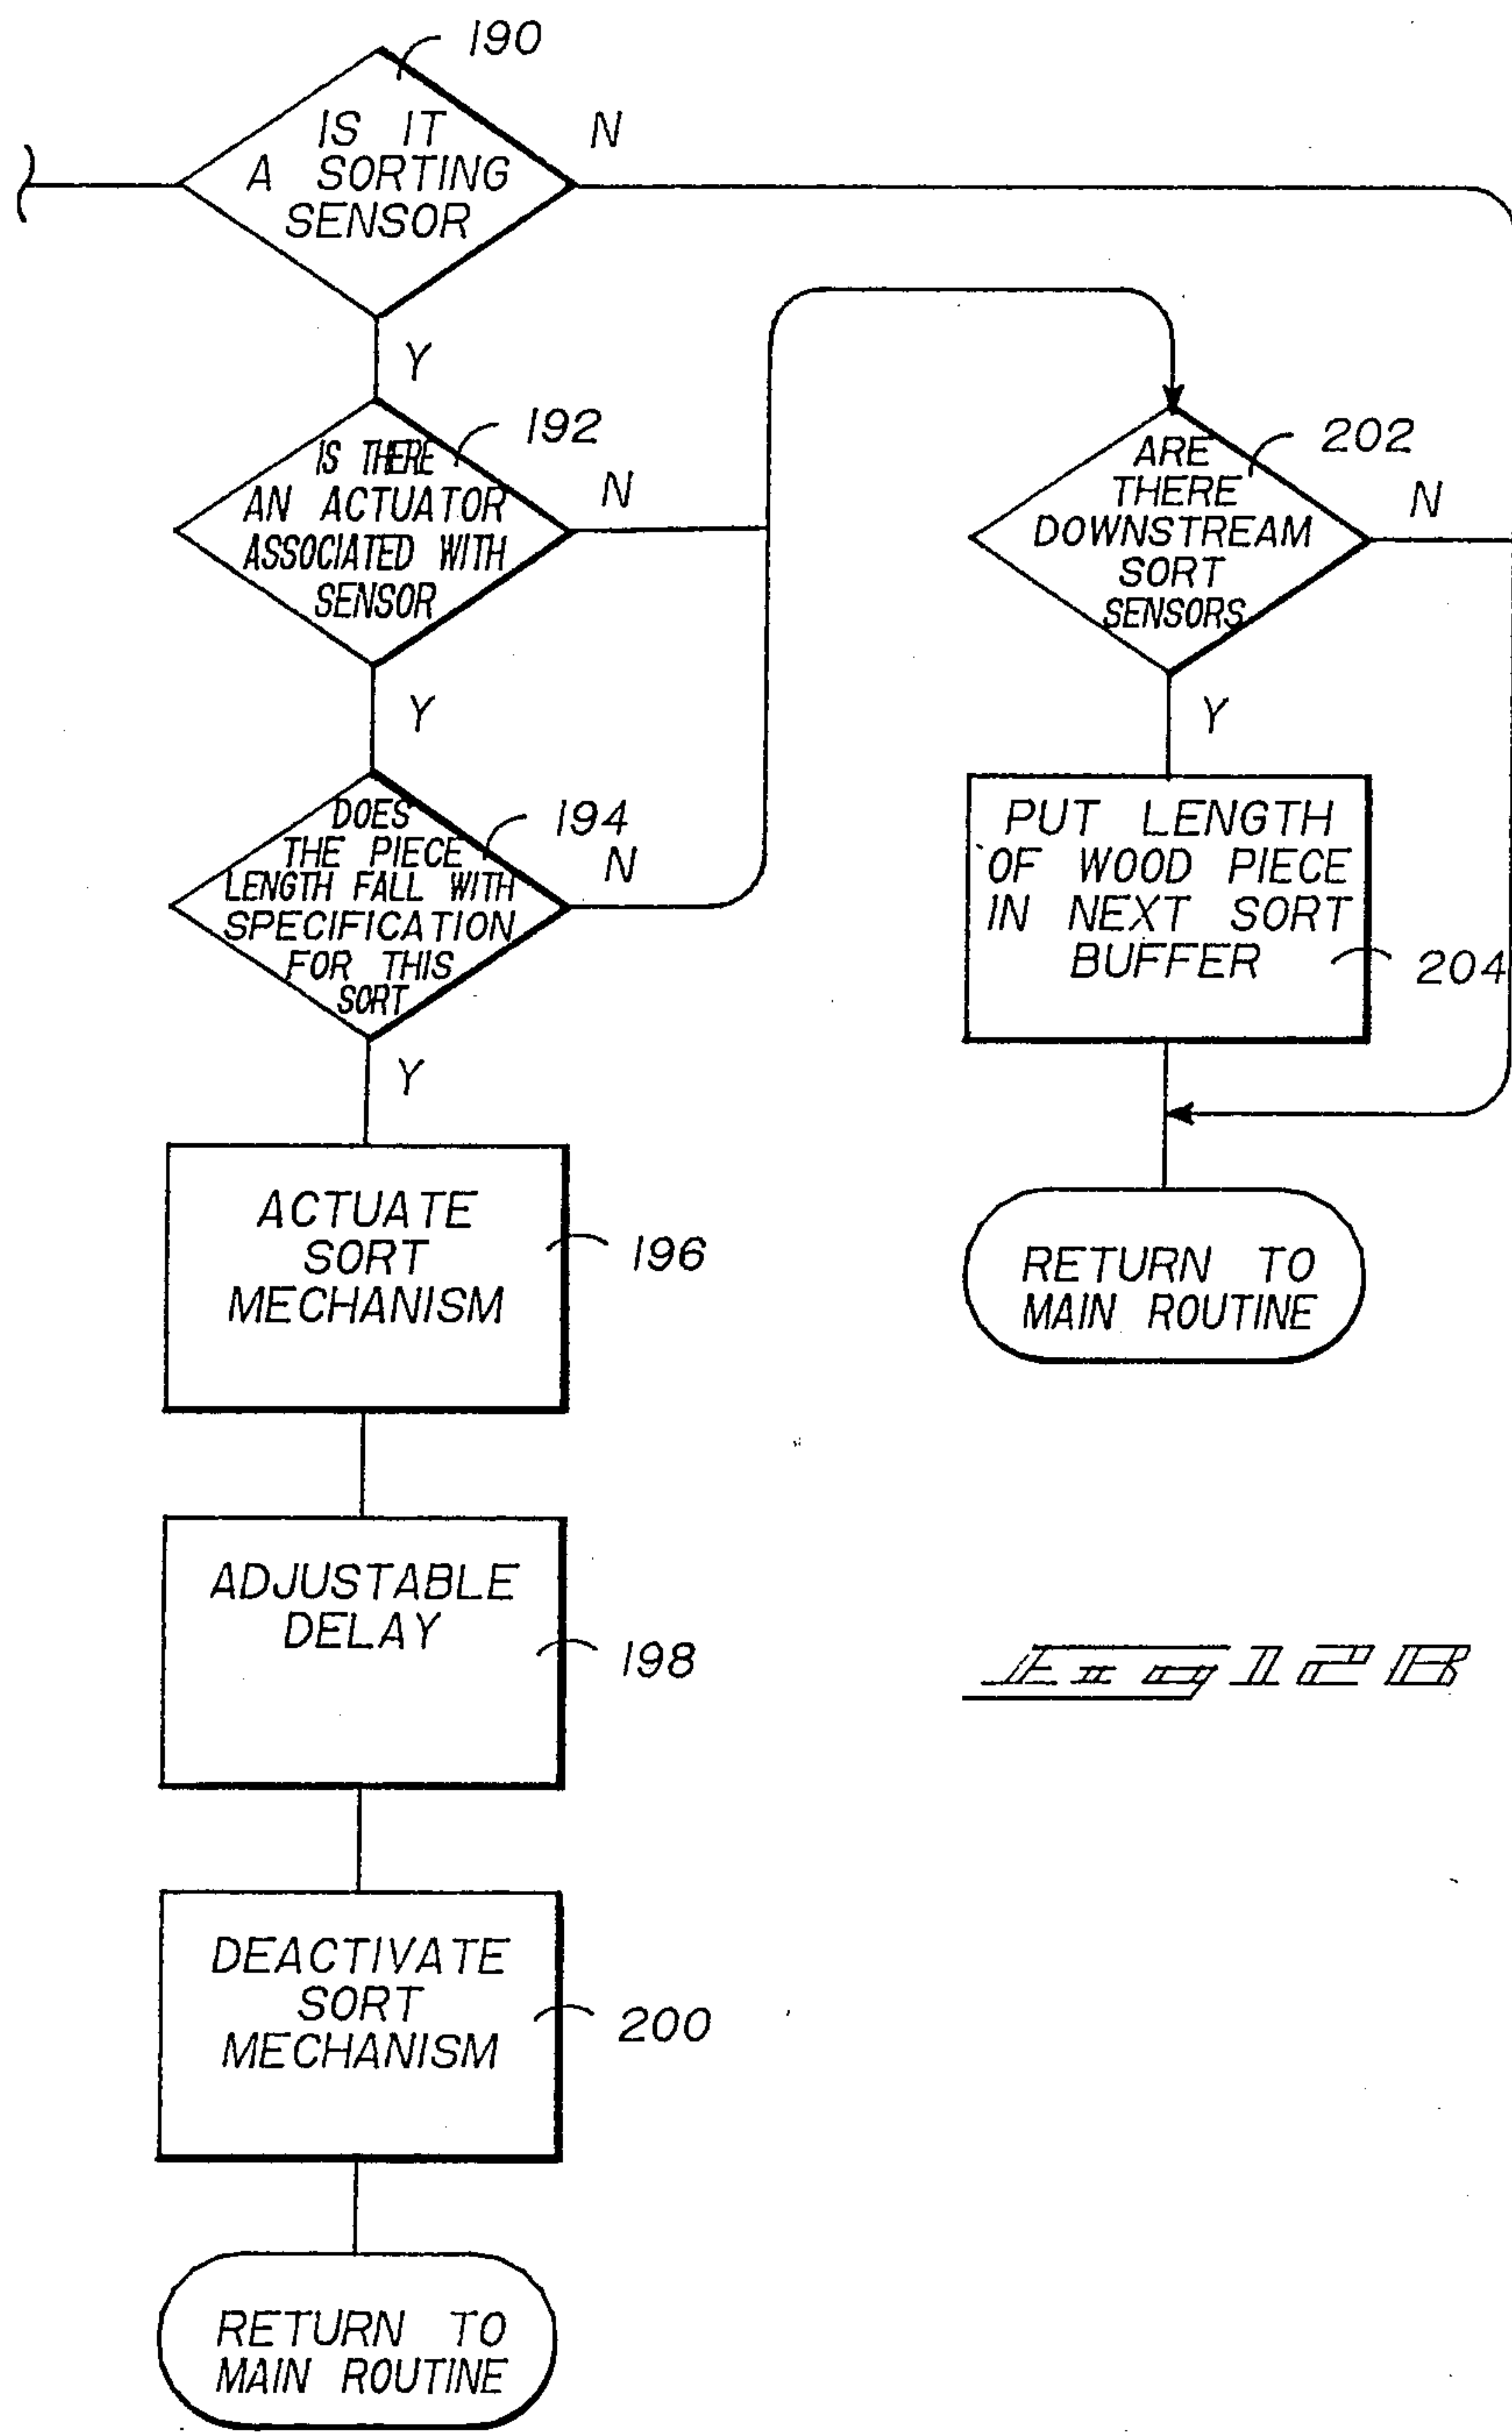 190
IS IT
A SORTING
SENSOR
N
Y
192
IS THERE
AN ACTUATOR
ASSOCIATED WITH
SENSOR
N
Y
194
DOES
THE PIECE
LENGTH FALL WITH
SPECIFICATION
FOR THIS
SORT
N
Y
ACTUATE
SORT
MECHANISM
196
ADJUSTABLE
DELAY
198
DEACTIVATE
SORT
MECHANISM
200
RETURN TO
MAIN ROUTINE
202
ARE
THERE
DOWNSTREAM
SORT
SENSORS
N
Y
PUT LENGTH
OF WOOD PIECE
IN NEXT SORT
BUFFER
204
RETURN TO
MAIN ROUTINE
Fig 12B